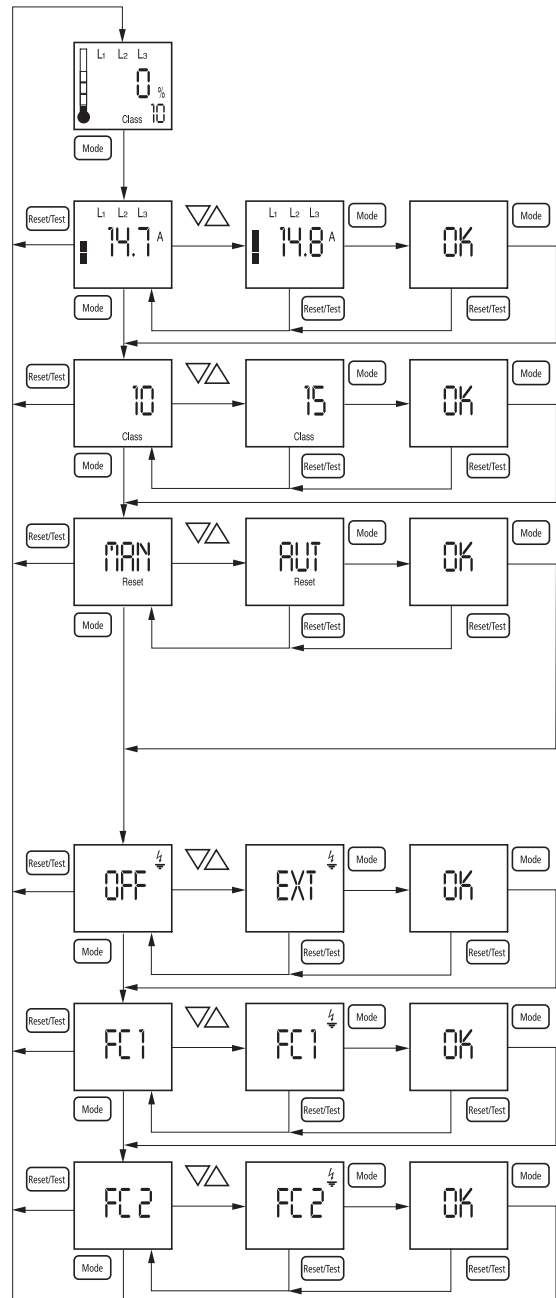 L1 L2 L3
0 %
Class 10
Mode
Reset/Test
L1 L2 L3
14.7 A
L1 L2 L3
14.8 A
Mode
OK
Mode
Mode
Reset/Test
Reset/Test
Reset/Test
10
Class
15
Class
Mode
OK
Mode
Mode
Reset/Test
Reset/Test
Reset/Test
MAN
Reset
AUT
Reset
Mode
OK
Mode
Mode
Reset/Test
Reset/Test
Reset/Test
OFF
EXT
Mode
OK
Mode
Mode
Reset/Test
Reset/Test
Reset/Test
FC1
FC1
Mode
OK
Mode
Mode
Reset/Test
Reset/Test
Reset/Test
FC2
FC2
Mode
OK
Mode
Mode
Reset/Test
Reset/Test